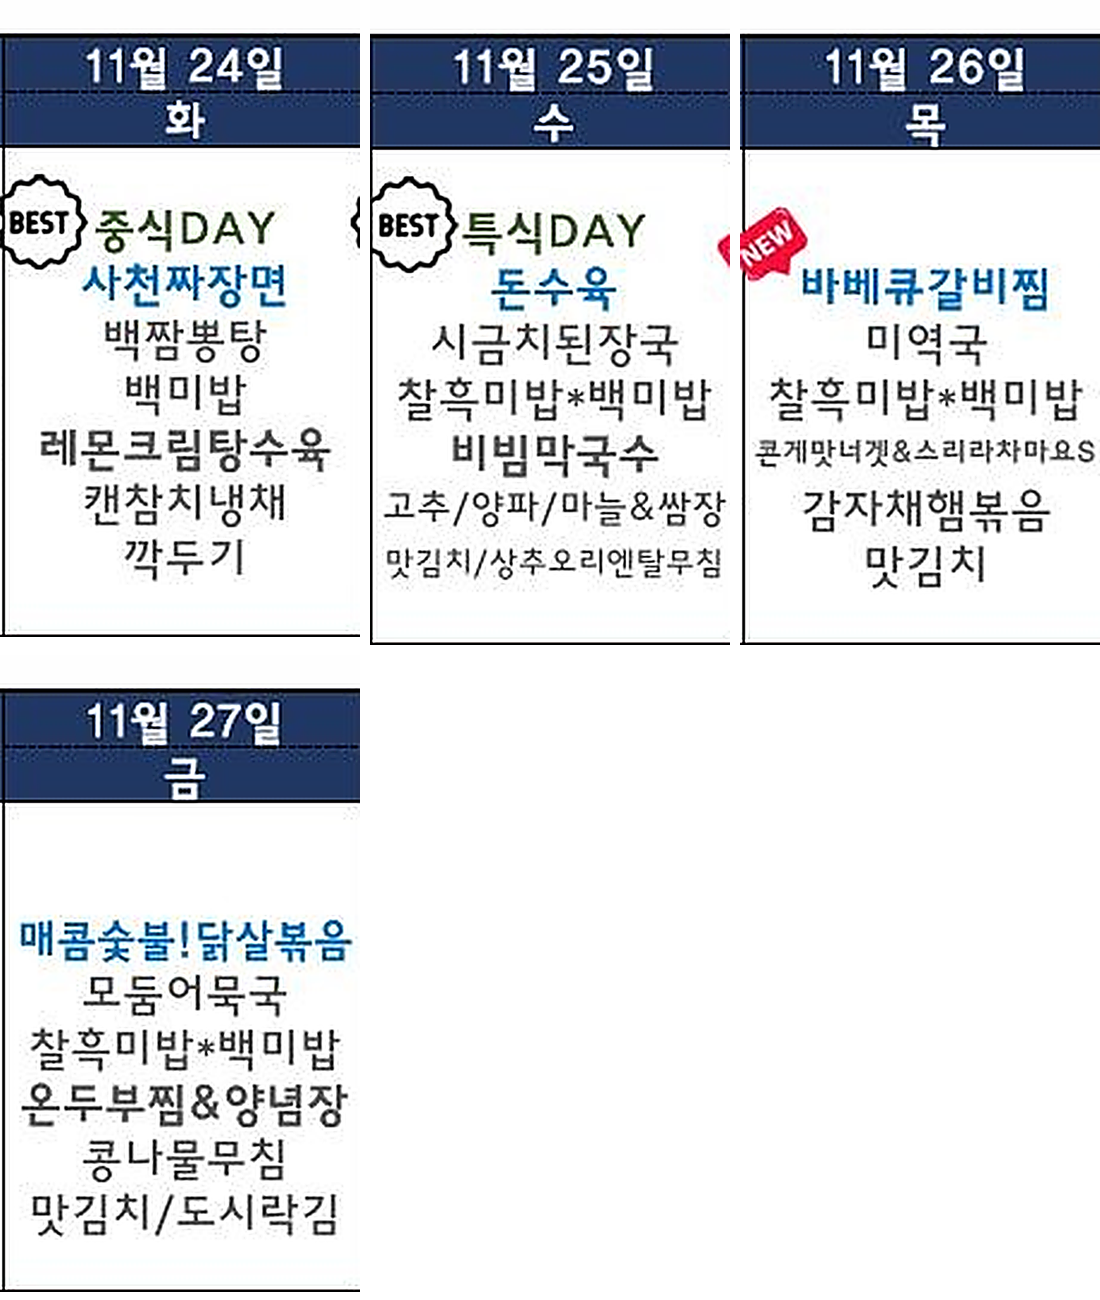 11월 24일
화
BEST
중식DAY
사천짜장면
백짬뽕탕
백미밥
레몬크림탕수육
캔참치냉채
깍두기
11월 25일
수
BEST
특식DAY
돈수육
시금치된장국
찰흑미밥*백미밥
비빔막국수
고추/양파/마늘&쌈장
맛김치/상추오리엔탈무침
11월 26일
목
NEW
바베큐갈비찜
미역국
찰흑미밥*백미밥
콘게맛너겟&스리라차마요S
감자채햄볶음
맛김치
11월 27일
금
매콤숯불!닭살볶음
모둠어묵국
찰흑미밥*백미밥
온두부찜&양념장
콩나물무침
맛김치/도시락김